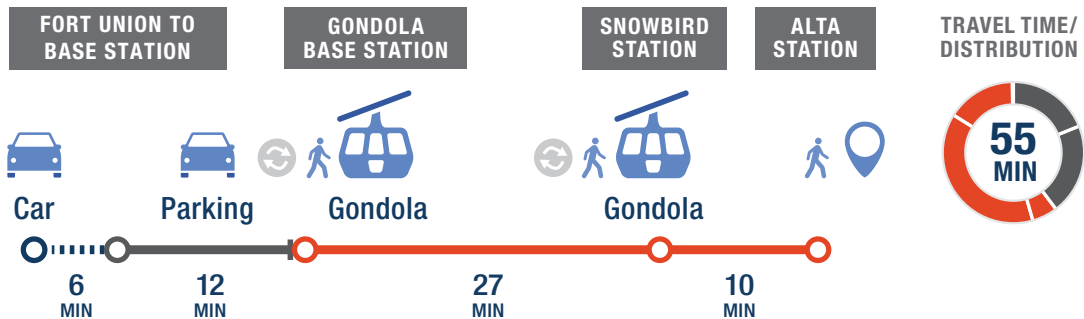 FORT UNION TO
BASE STATION
GONDOLA
BASE STATION
SNOWBIRD
STATION
ALTA
STATION
TRAVEL TIME/
DISTRIBUTION
55
MIN
Car
Parking
Gondola
Gondola
6
MIN
12
MIN
27
MIN
10
MIN